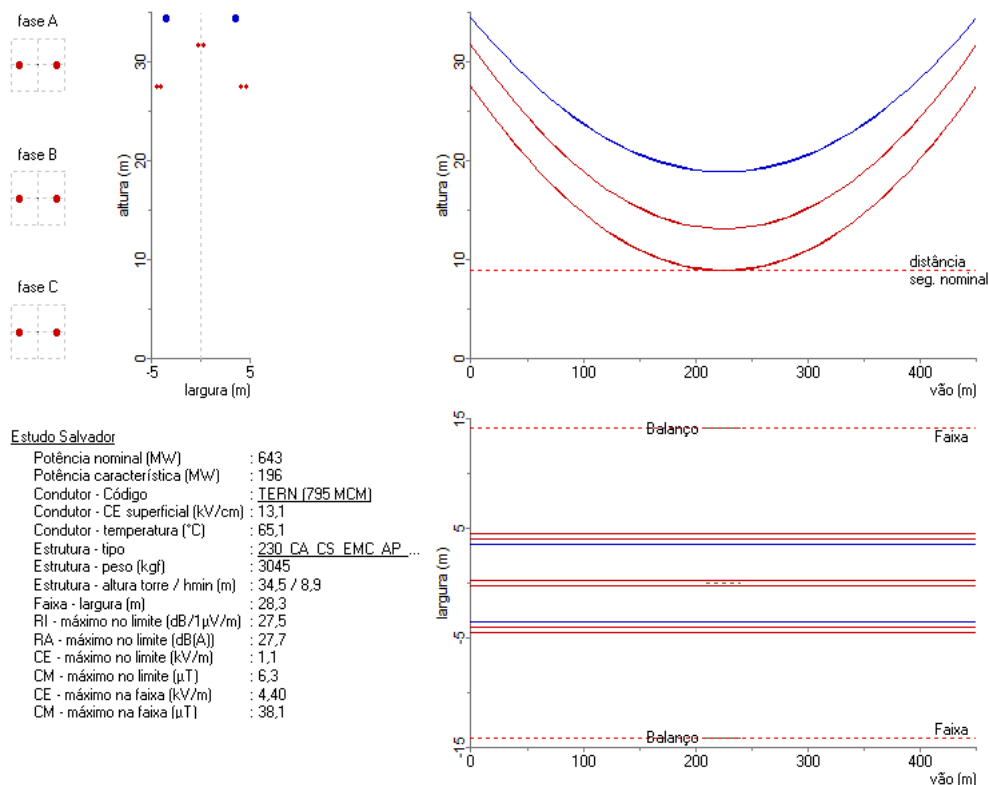 fase A
fase B
fase C
altura (m)
30
20
10
0
-5
5
largura (m)
altura (m)
30
20
10
0
distância
seg. nominal
0
100
200
300
400
vão (m)
Estudo Salvador
Potência nominal (MW) : 643
Potência característica (MW) : 196
Condutor - Código : TERN (795 MCM)
Condutor - CE superficial (kV/cm) : 13,1
Condutor - temperatura (°C) : 65,1
Estrutura - tipo : 230_CA_CS_EMC_AP_...
Estrutura - peso (kgf) : 3045
Estrutura - altura torre / hmin (m) : 34,5 / 8,9
Faixa - largura (m) : 28,3
RI - máximo no limite (dB/1µV/m) : 27,5
RA - máximo no limite (dB(A)) : 27,7
CE - máximo no limite (kV/m) : 1,1
CM - máximo no limite (µT) : 6,3
CE - máximo na faixa (kV/m) : 4,40
CM - máximo na faixa (µT) : 38,1
largura (m)
15
5
-5
-15
Balanço
Faixa
Balanço
Faixa
0
100
200
300
400
vão (m)